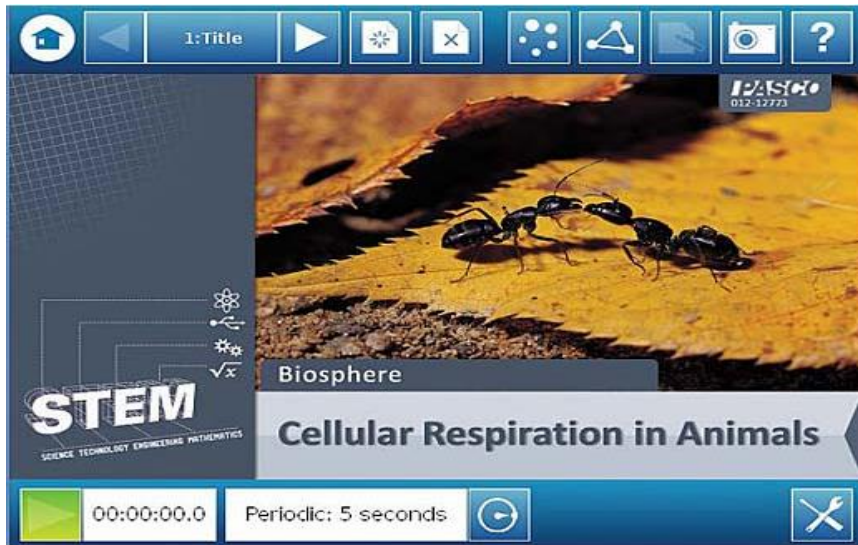 1:Title
?
PASCO
012-12773
√x
Biosphere
STEM
SCIENCE TECHNOLOGY ENGINEERING MATHEMATICS
Cellular Respiration in Animals
00:00:00.0
Periodic: 5 seconds